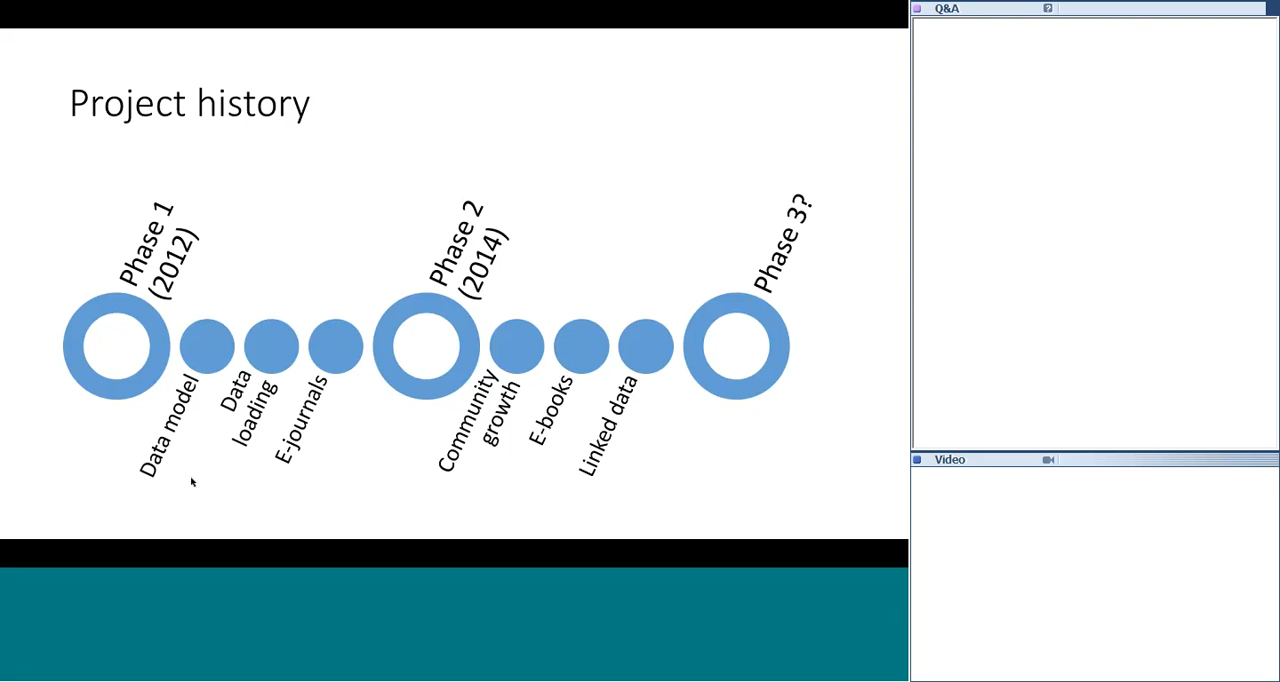 Project history
Phase 1
(2012)
Data model
Data
loading
E-journals
Phase 2
(2014)
Community
growth
E-books
Linked data
Phase 3?
Q&A
?
Video